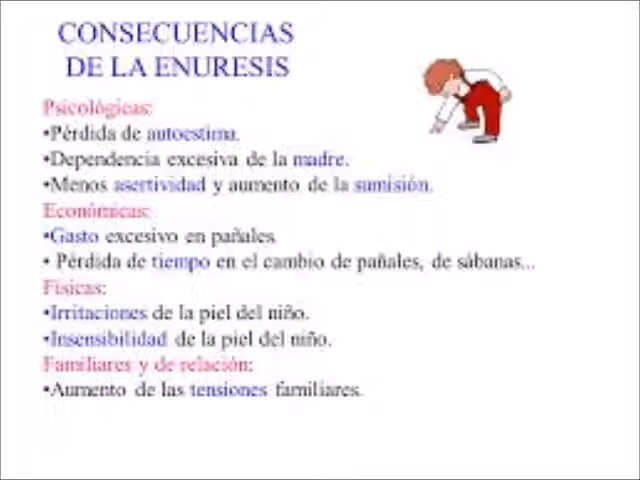 CONSECUENCIAS
DE LA ENURESIS
Psicológicas:
•Pérdida de autoestima.
•Dependencia excesiva de la madre.
•Menos asertividad y aumento de la sumisión.
Económicas:
•Gasto excesivo en pañales.
• Pérdida de tiempo en el cambio de pañales, de sábanas...
Físicas:
•Irritaciones de la piel del niño.
•Insensibilidad de la piel del niño.
Familiares y de relación:
•Aumento de las tensiones familiares.